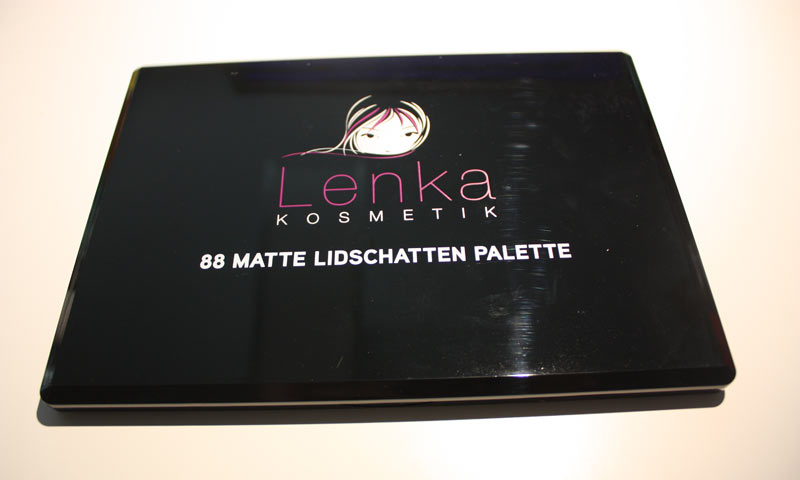 Lenka
KOSMETIK
88 MATTE LIDSCHATTEN PALETTE